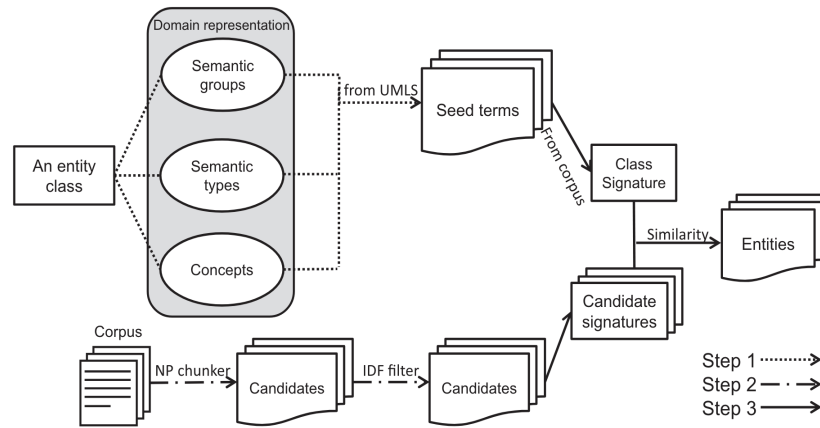 Domain representation
Semantic
groups
from UMLS
Seed terms
An entity
class
Semantic
types
From corpus
Class
Signature
Similarity
Entities
Concepts
Candidate
signatures
Corpus
NP chunker
Candidates
IDF filter
Candidates
Step 1
Step 2
Step 3